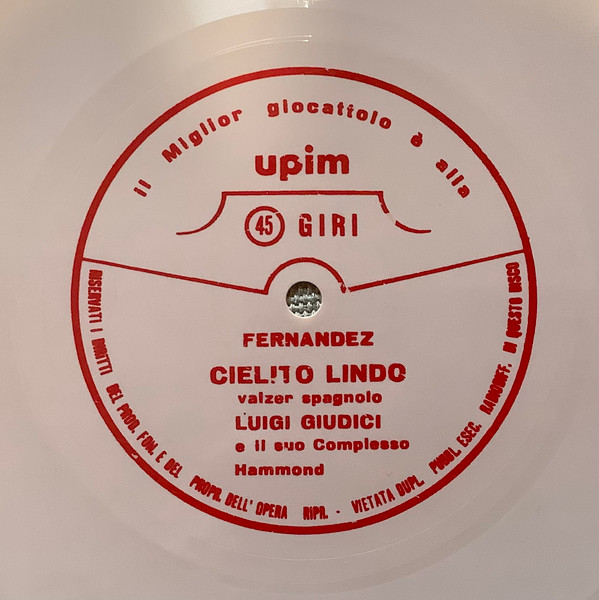 il Miglior giocattolo è alla
upim
45 GIRI
FERNANDEZ
CIELITO LINDO
valzer spagnolo
LUIGI GIUDICI
e il suo Complesso
Hammond
RISERVATI I DIRITTI DEL PROD. FON. E DEL PROPR. DELL' OPERA RIPR. - VIETATA DUPL. PUBBL. ESEC. RADIODIFF. DI QUESTO DISCO